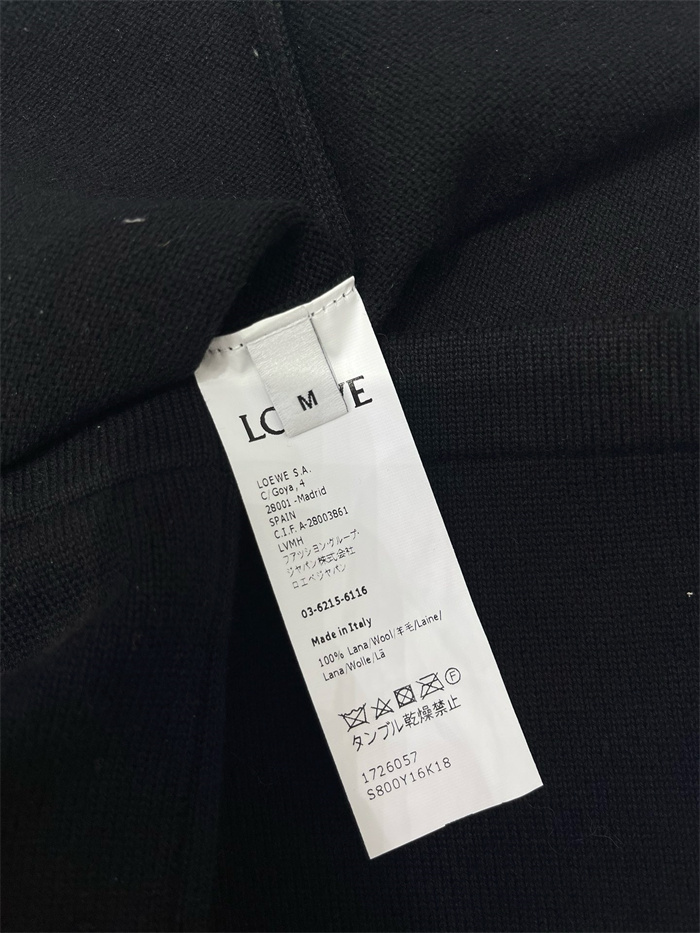 M
LOEWE
LOEWE S.A.
C/Goya, 4
28001 -Madrid
SPAIN
C.I.F. A-28003861
LVMH
ファッション・グループ・
ジャパン株式会社
ロエベジャパン
03-6215-6116
Made in Italy
100% Lana/Wool/羊毛/Laine/
Lana/Wolle/Lã
F
タンブル乾燥禁止
1726057
S800Y16K18